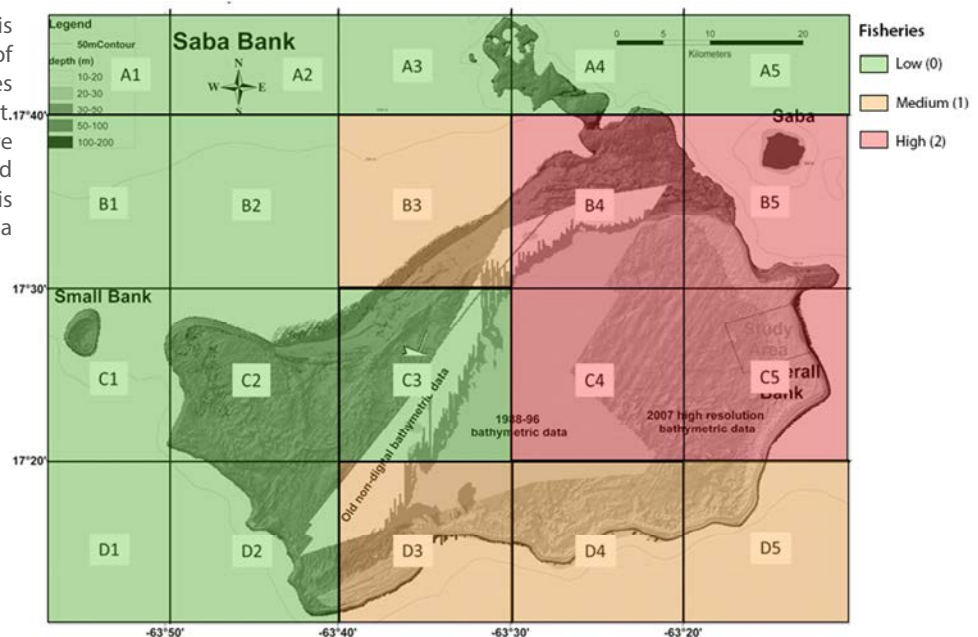 is
of
es
t.
re
d
is
a
Legend
50mContour
depth (m)
10-20
20-30
30-50
50-100
100-200
Saba Bank
N
W E
S
0 5 10 20
Kilometers
A1 A2 A3 A4 A5
Fisheries
Low (0)
Medium (1)
High (2)
17°40'
Saba
B1 B2 B3 B4 B5
17°30'
Small Bank
Study
Area
C1 C2 C3 C4 C5
erall
Bank
Old non-digital bathymetric data
1988-96
bathymetric data
2007 high resolution
bathymetric data
17°20'
D1 D2 D3 D4 D5
-63°50' -63°40' -63°30' -63°20'